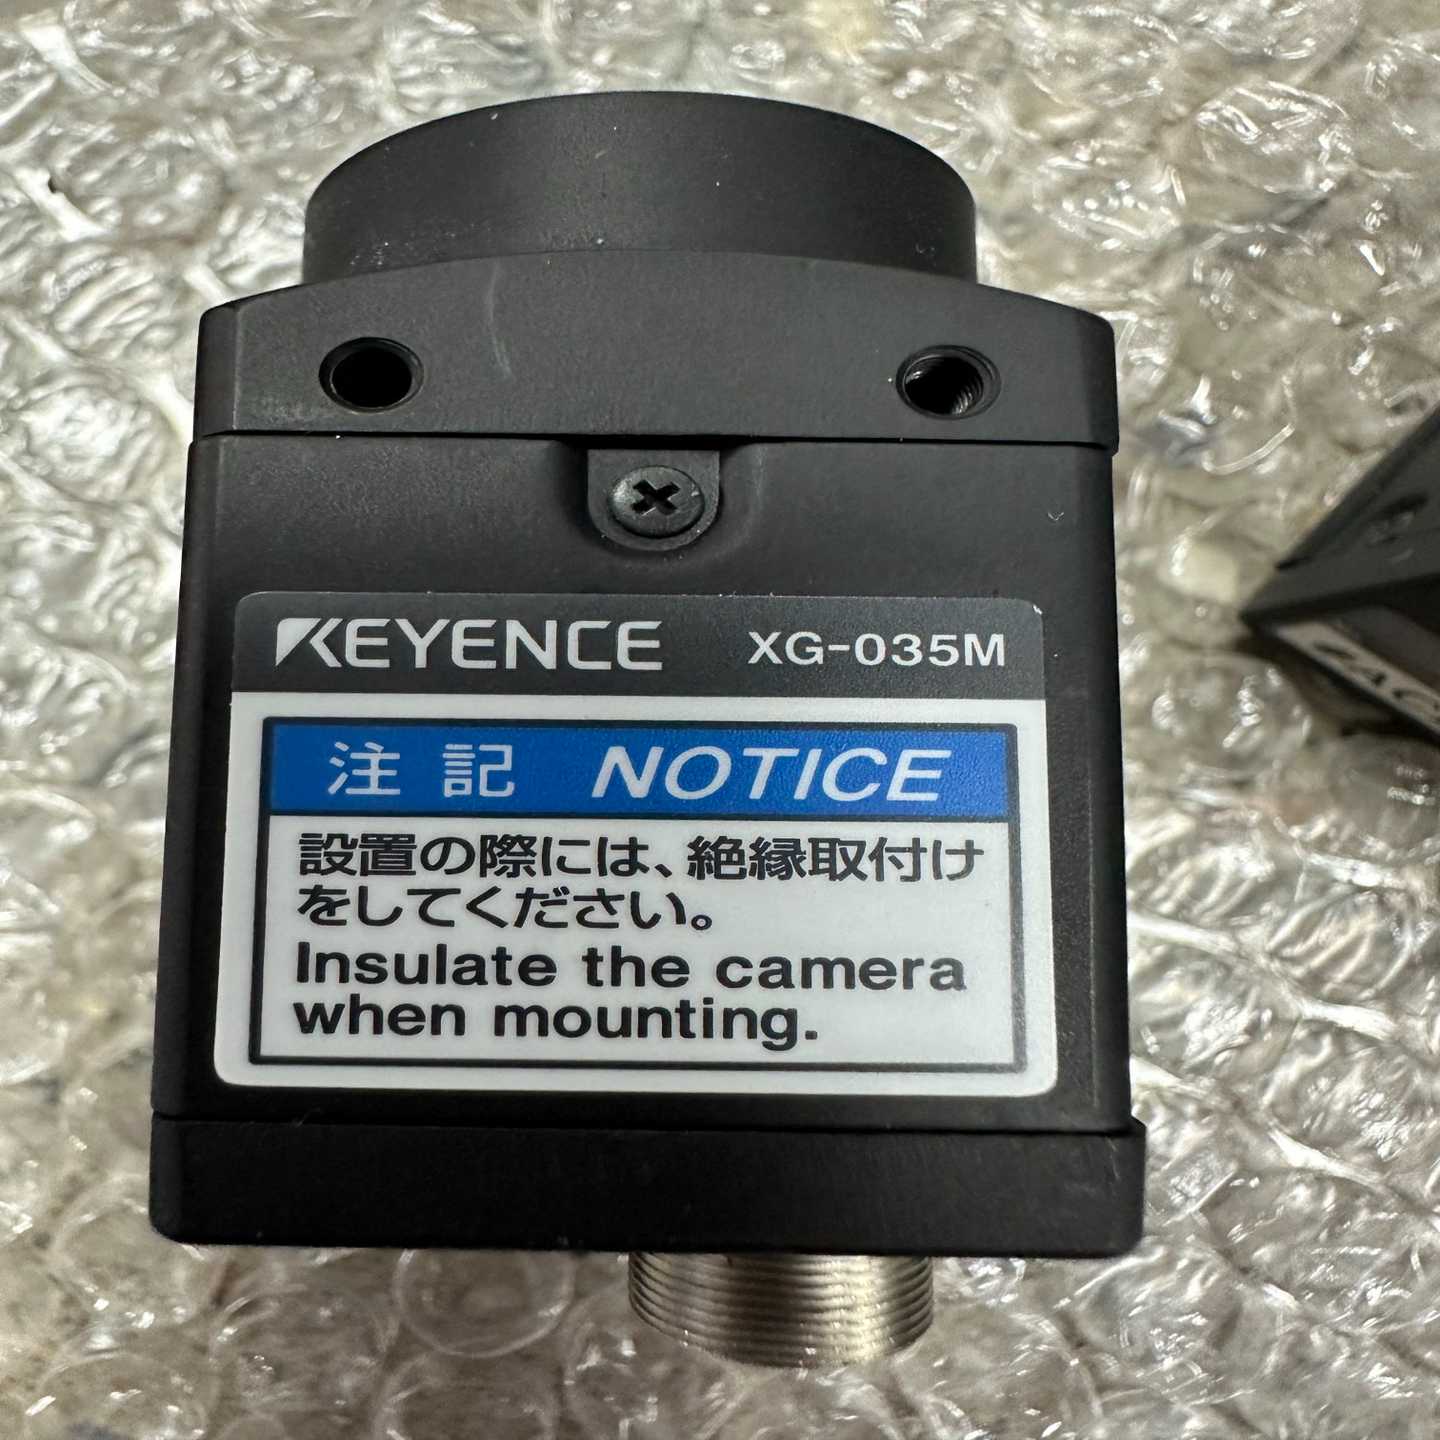 KEYENCE XG-035M
注記 NOTICE
設置の際には、絶縁取付け
をしてください。
Insulate the camera
when mounting.